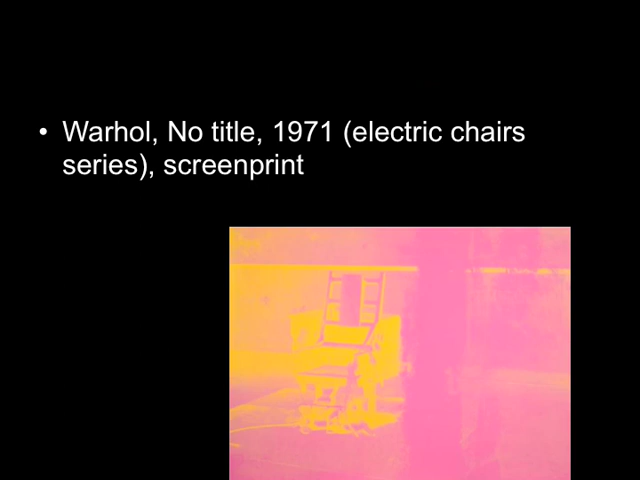 • Warhol, No title, 1971 (electric chairs
series), screenprint